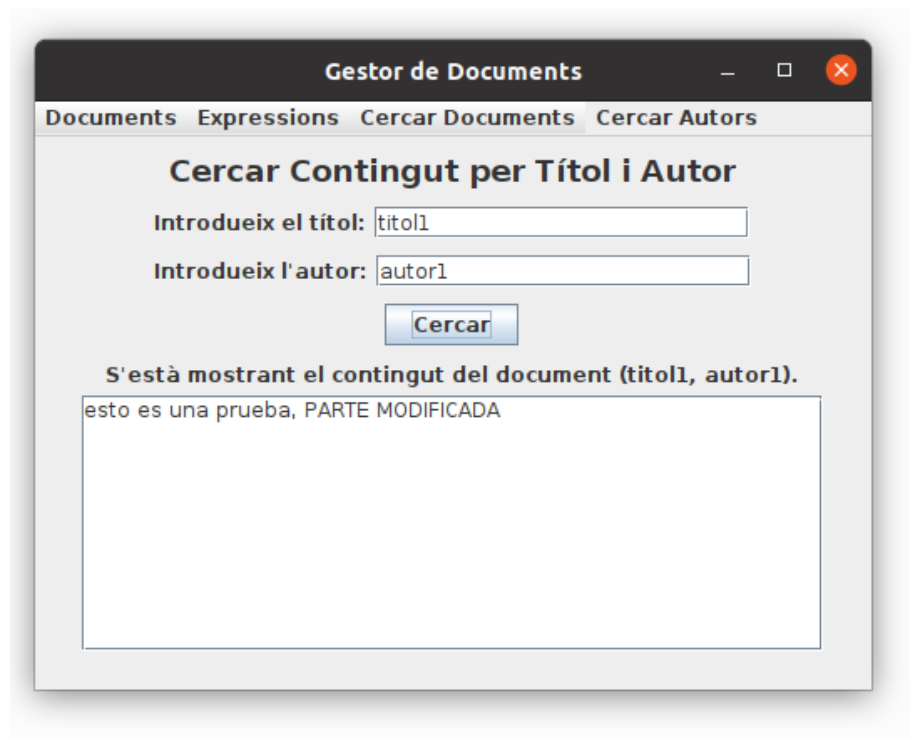 Gestor de Documents
Documents Expressions Cercar Documents Cercar Autors
Cercar Contingut per Títol i Autor
Introdueix el títol: titol1
Introdueix l'autor: autor1
Cercar
S'està mostrant el contingut del document (titol1, autor1).
esto es una prueba, PARTE MODIFICADA